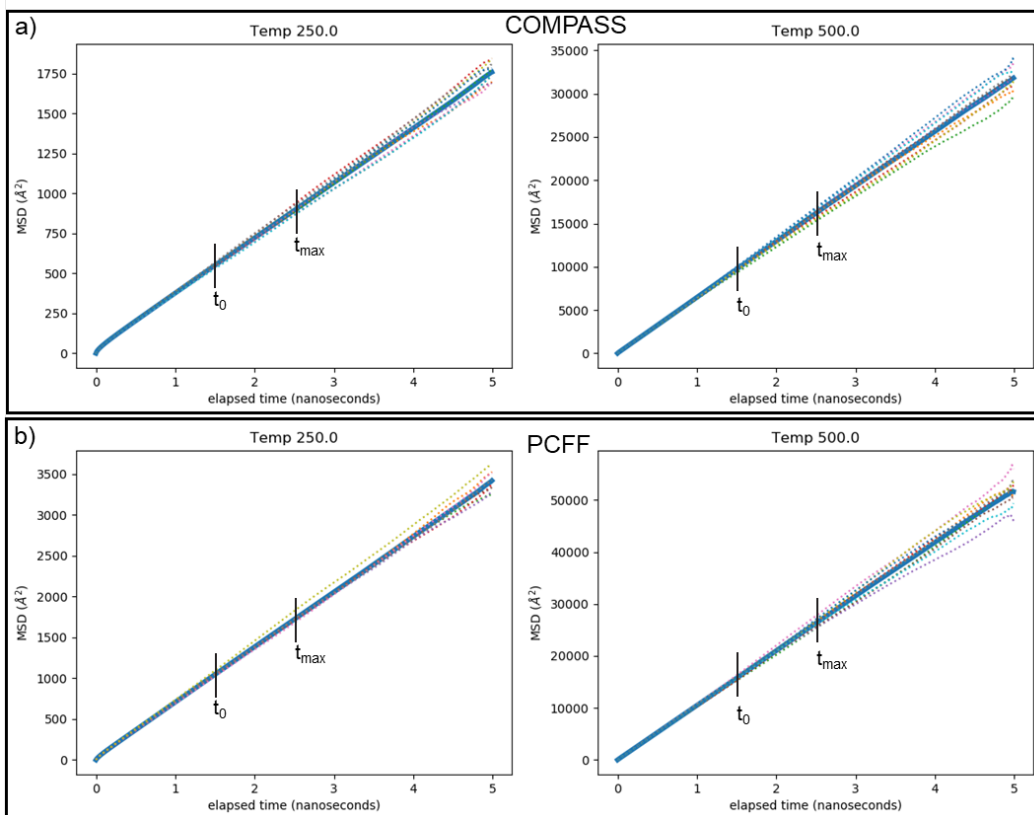 a)
COMPASS
Temp 250.0
MSD (Å²)
1750
1500
1250
1000
750
500
250
0
t₀
tₘₐₓ
0 1 2 3 4 5
elapsed time (nanoseconds)
Temp 500.0
MSD (Å²)
35000
30000
25000
20000
15000
10000
5000
0
t₀
tₘₐₓ
0 1 2 3 4 5
elapsed time (nanoseconds)
b)
PCFF
Temp 250.0
MSD (Å²)
3500
3000
2500
2000
1500
1000
500
0
t₀
tₘₐₓ
0 1 2 3 4 5
elapsed time (nanoseconds)
Temp 500.0
MSD (Å²)
50000
40000
30000
20000
10000
0
t₀
tₘₐₓ
0 1 2 3 4 5
elapsed time (nanoseconds)